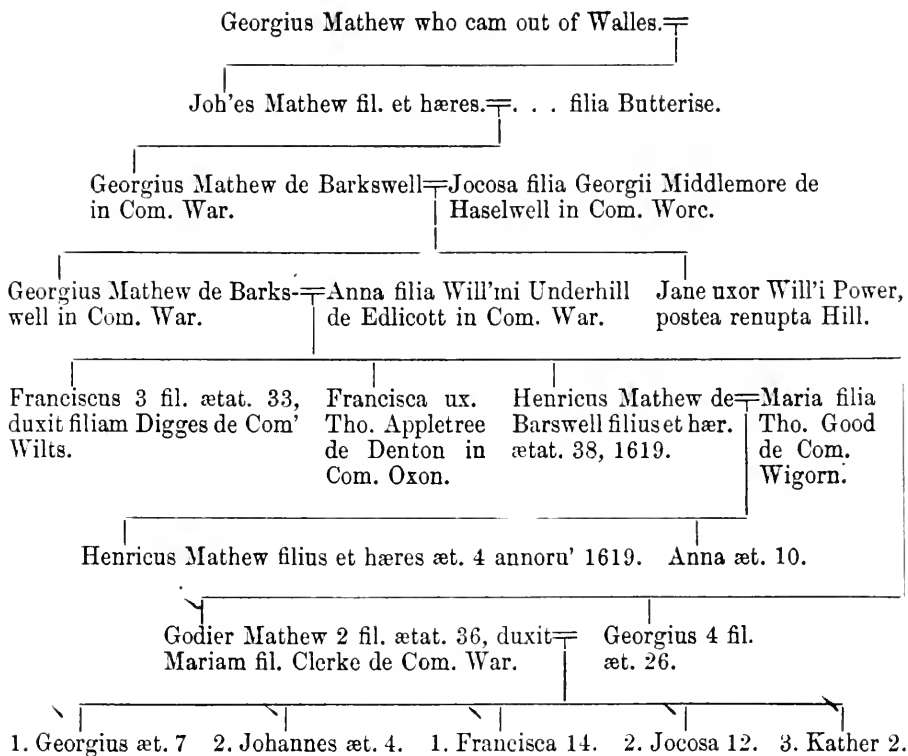 Georgius Mathew who cam out of Walles.
Joh'es Mathew fil. et hæres. . . . filia Butterise.
Georgius Mathew de Barkswell
in Com. War.
Jocosa filia Georgii Middlemore de
Haselwell in Com. Worc.
Georgius Mathew de Barks-
well in Com. War.
Anna filia Will'mi Underhill
de Edlicott in Com. War.
Jane uxor Will'i Power,
postea renupta Hill.
Franciscus 3 fil. ætat. 33,
duxit filiam Digges de Com'
Wilts.
Francisca ux.
Tho. Appletree
de Denton in
Com. Oxon.
Henricus Mathew de
Barswell filius et hær.
ætat. 38, 1619.
Maria filia
Tho. Good
de Com.
Wigorn.
Henricus Mathew filius et hæres æt. 4 annoru' 1619. Anna æt. 10.
Godier Mathew 2 fil. ætat. 36, duxit
Mariam fil. Clerke de Com. War.
Georgius 4 fil.
æt. 26.
1. Georgius æt. 7 2. Johannes æt. 4. 1. Francisca 14. 2. Jocosa 12. 3. Kather 2.